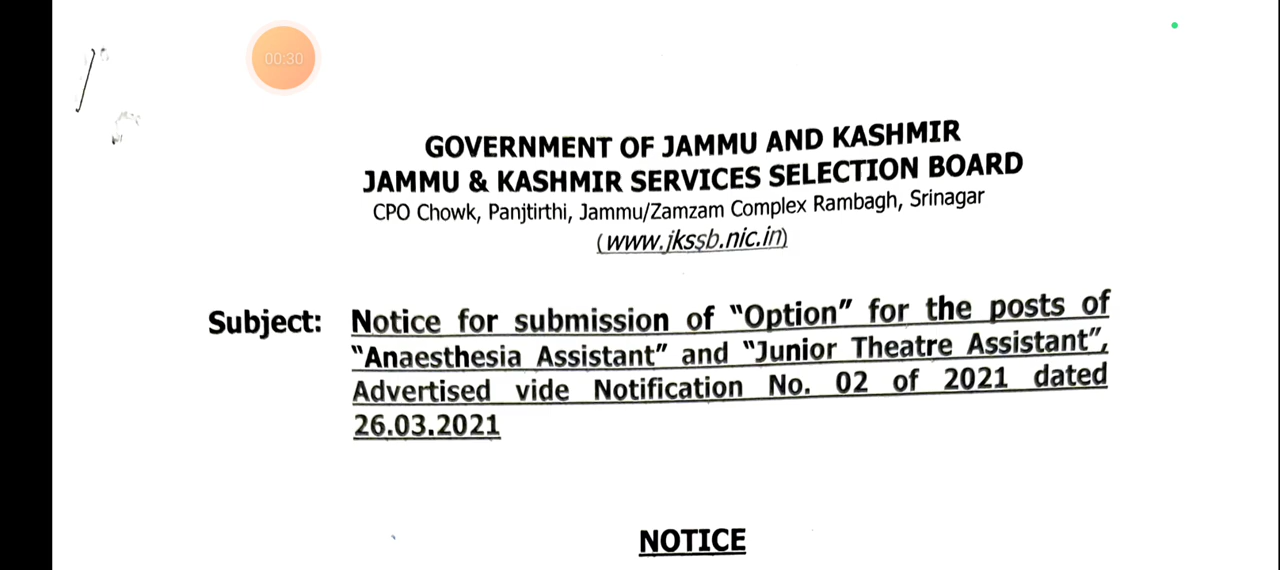 00:30
GOVERNMENT OF JAMMU AND KASHMIR
JAMMU & KASHMIR SERVICES SELECTION BOARD
CPO Chowk, Panjtirthi, Jammu/Zamzam Complex Rambagh, Srinagar
(www.jkssb.nic.in)
Subject: Notice for submission of "Option" for the posts of
"Anaesthesia Assistant" and "Junior Theatre Assistant",
Advertised vide Notification No. 02 of 2021 dated
26.03.2021
NOTICE